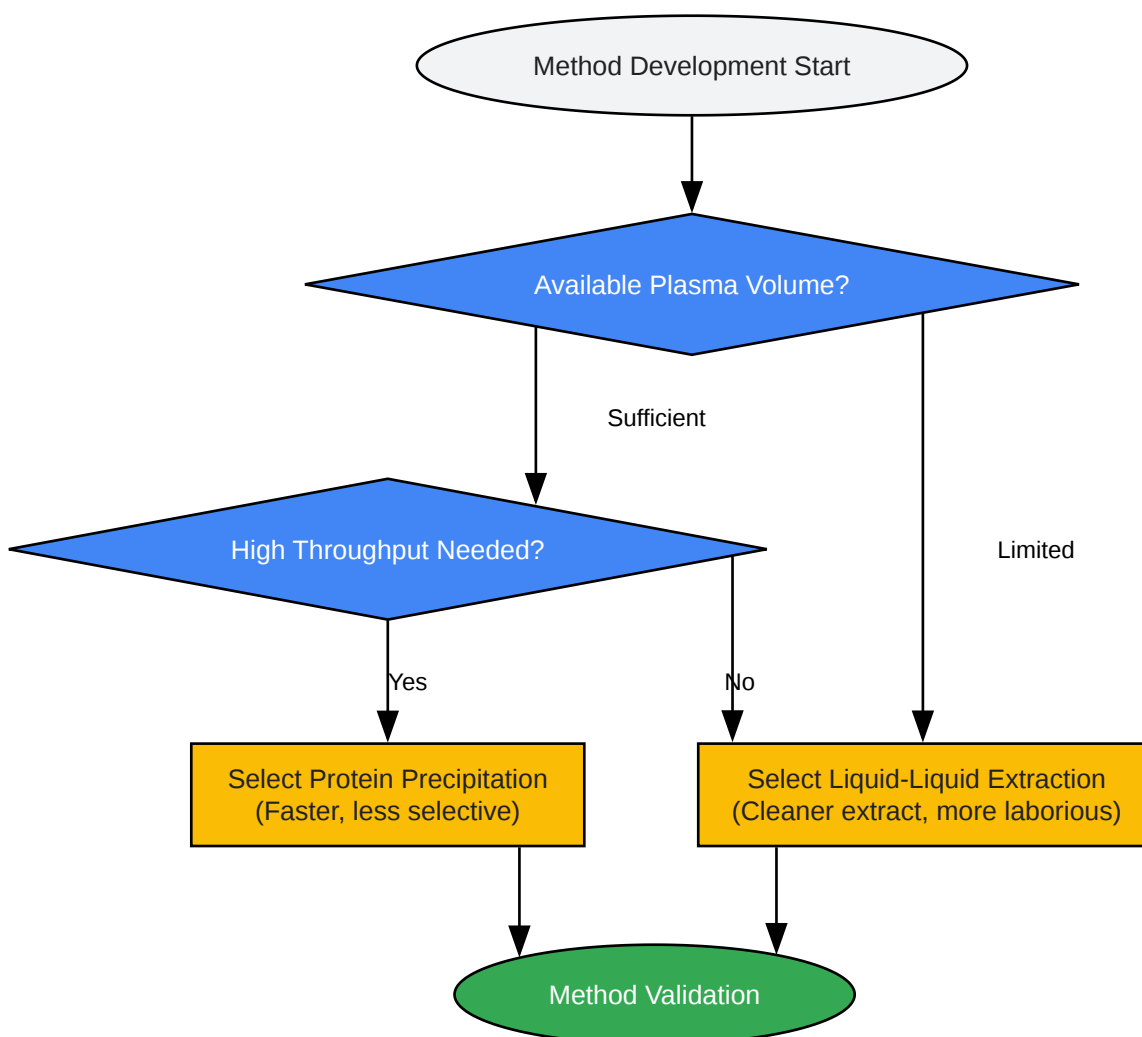 Method Development Start
Available Plasma Volume?
Sufficient
High Throughput Needed?
Limited
Yes
No
Select Protein Precipitation
(Faster, less selective)
Select Liquid-Liquid Extraction
(Cleaner extract, more laborious)
Method Validation